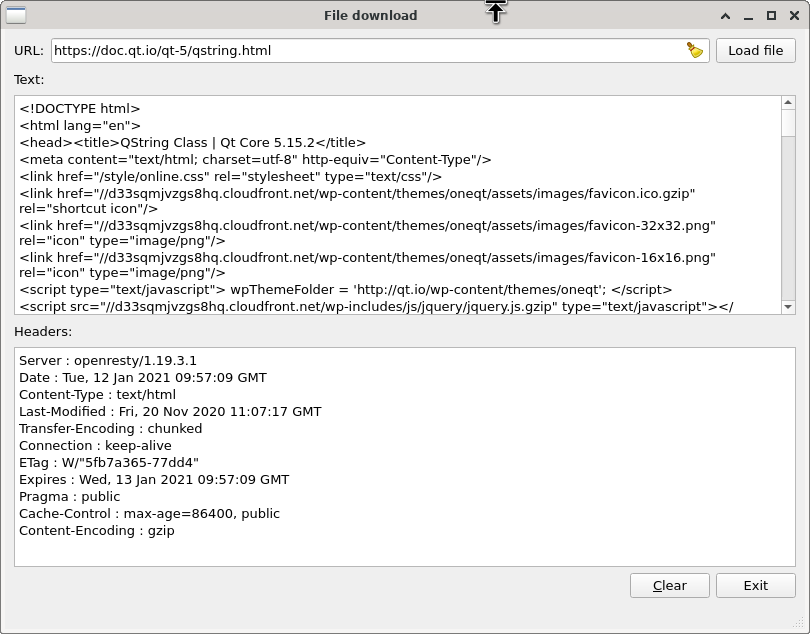 File download
URL: https://doc.qt.io/qt-5/qstring.html Load file
Text:
<!DOCTYPE html>
<html lang="en">
<head><title>QString Class | Qt Core 5.15.2</title>
<meta content="text/html; charset=utf-8" http-equiv="Content-Type"/>
<link href="/style/online.css" rel="stylesheet" type="text/css"/>
<link href="//d33sqmjvzgs8hq.cloudfront.net/wp-content/themes/oneqt/assets/images/favicon.ico.gzip"
rel="shortcut icon"/>
<link href="//d33sqmjvzgs8hq.cloudfront.net/wp-content/themes/oneqt/assets/images/favicon-32x32.png"
rel="icon" type="image/png"/>
<link href="//d33sqmjvzgs8hq.cloudfront.net/wp-content/themes/oneqt/assets/images/favicon-16x16.png"
rel="icon" type="image/png"/>
<script type="text/javascript"> wpThemeFolder = 'http://qt.io/wp-content/themes/oneqt'; </script>
<script src="//d33sqmjvzgs8hq.cloudfront.net/wp-includes/js/jquery/jquery.js.gzip" type="text/javascript"></
Headers:
Server : openresty/1.19.3.1
Date : Tue, 12 Jan 2021 09:57:09 GMT
Content-Type : text/html
Last-Modified : Fri, 20 Nov 2020 11:07:17 GMT
Transfer-Encoding : chunked
Connection : keep-alive
ETag : W/"5fb7a365-77dd4"
Expires : Wed, 13 Jan 2021 09:57:09 GMT
Pragma : public
Cache-Control : max-age=86400, public
Content-Encoding : gzip
Clear Exit